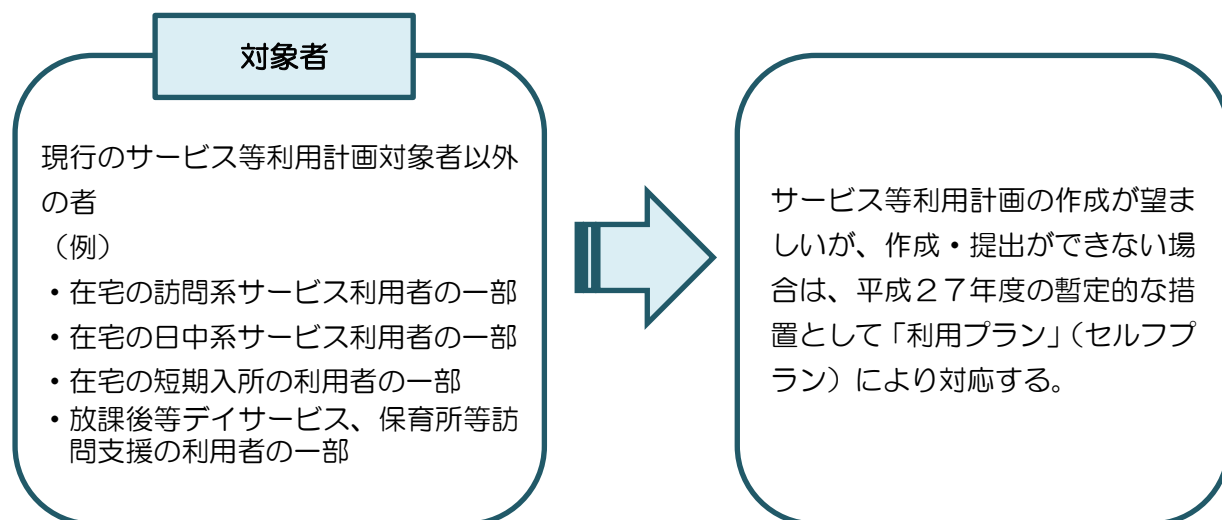 対象者
現行のサービス等利用計画対象者以外
の者
（例）
・在宅の訪問系サービス利用者の一部
・在宅の日中系サービス利用者の一部
・在宅の短期入所の利用者の一部
・放課後等デイサービス、保育所等訪
問支援の利用者の一部
サービス等利用計画の作成が望ま
しいが、作成・提出ができない場
合は、平成２７年度の暫定的な措
置として「利用プラン」（セルフプ
ラン）により対応する。